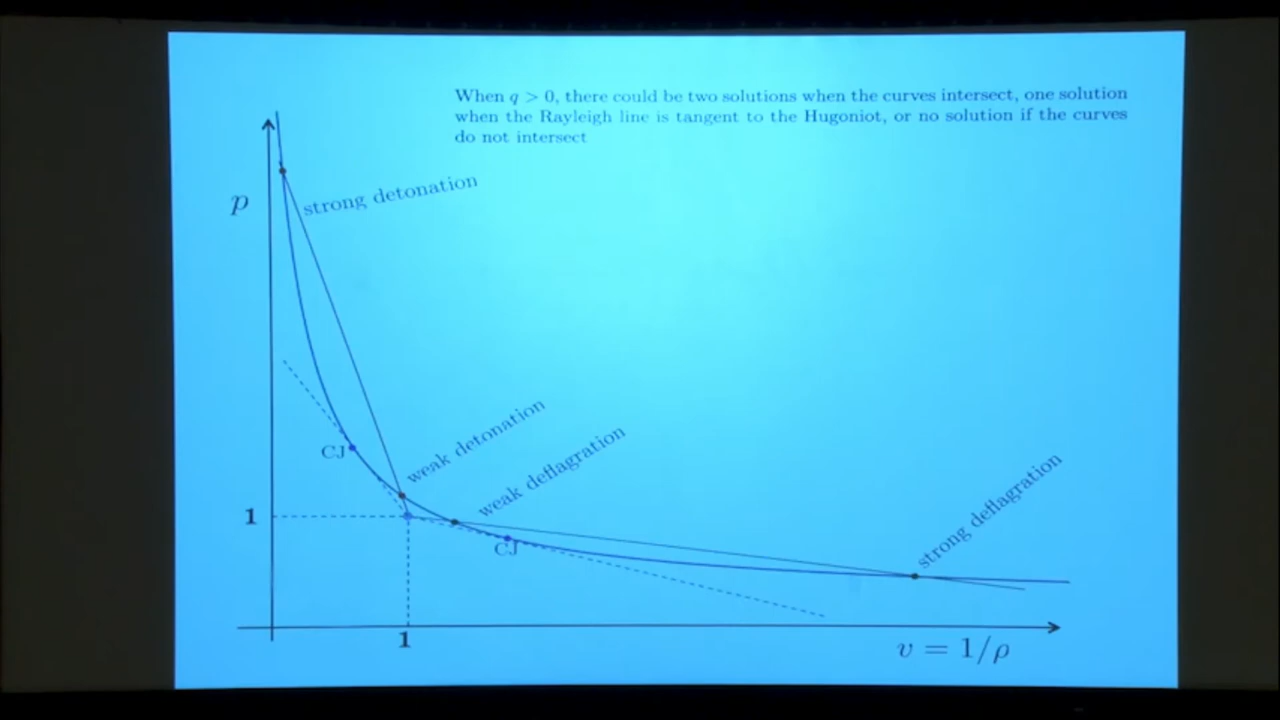 When q > 0, there could be two solutions when the curves intersect, one solution
when the Rayleigh line is tangent to the Hugoniot, or no solution if the curves
do not intersect
p
strong detonation
CJ
weak detonation
weak deflagration
1
CJ
strong deflagration
1
v = 1/ρ